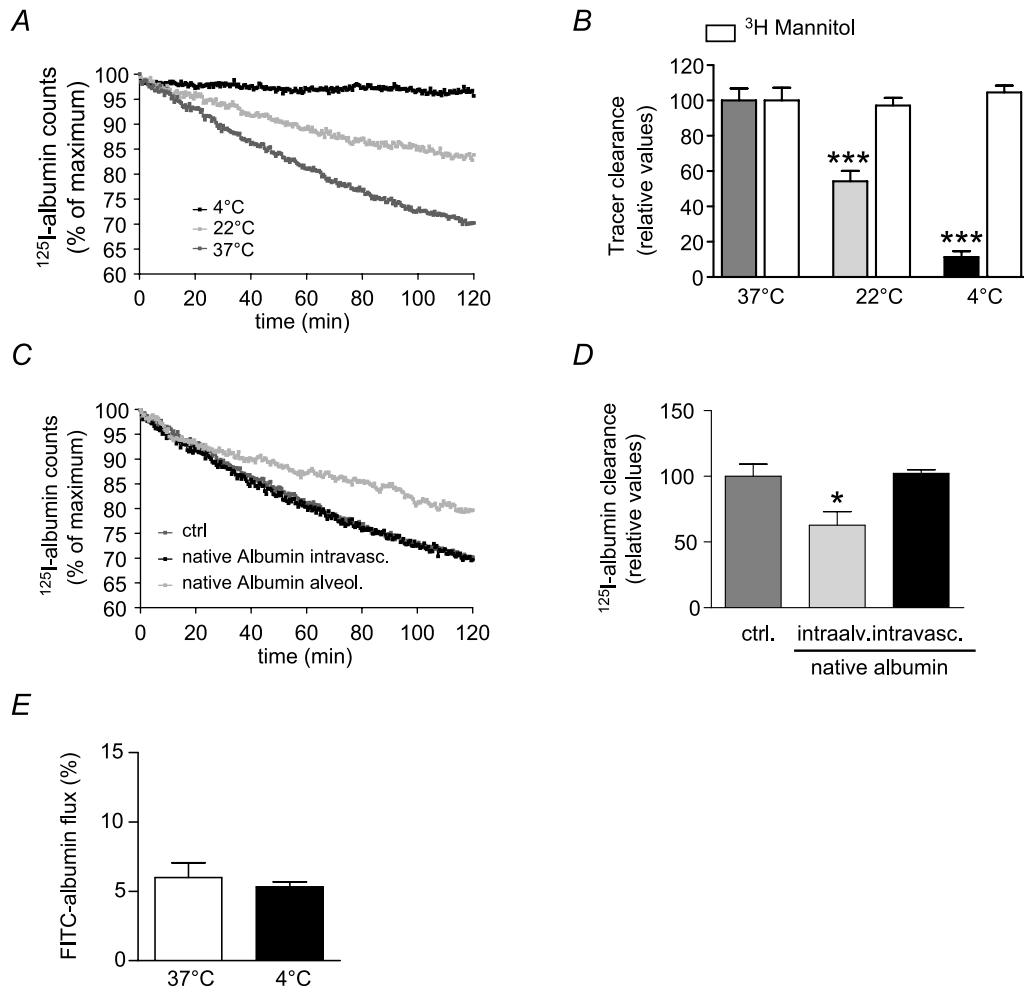 A
¹²⁵I-albumin counts
(% of maximum)
100
95
90
85
80
75
70
65
60
4°C
22°C
37°C
0 20 40 60 80 100 120
time (min)
B
³H Mannitol
Tracer clearance
(relative values)
120
100
80
60
40
20
0
***
***
37°C 22°C 4°C
C
¹²⁵I-albumin counts
(% of maximum)
100
95
90
85
80
75
70
65
60
ctrl
native Albumin intravasc.
native Albumin alveol.
0 20 40 60 80 100 120
time (min)
D
¹²⁵I-albumin clearance
(relative values)
150
100
50
0
*
ctrl. intraalv. intravasc.
native albumin
E
FITC-albumin flux (%)
15
10
5
0
37°C 4°C